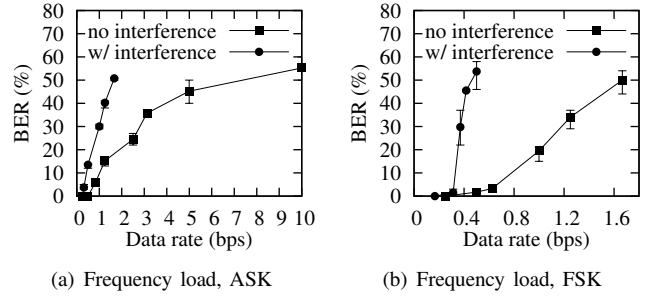 80
70
60
50
40
30
20
10
0
BER (%)
no interference
w/ interference
0 1 2 3 4 5 6 7 8 9 10
Data rate (bps)
(a) Frequency load, ASK
80
70
60
50
40
30
20
10
0
BER (%)
no interference
w/ interference
0 0.4 0.8 1.2 1.6
Data rate (bps)
(b) Frequency load, FSK